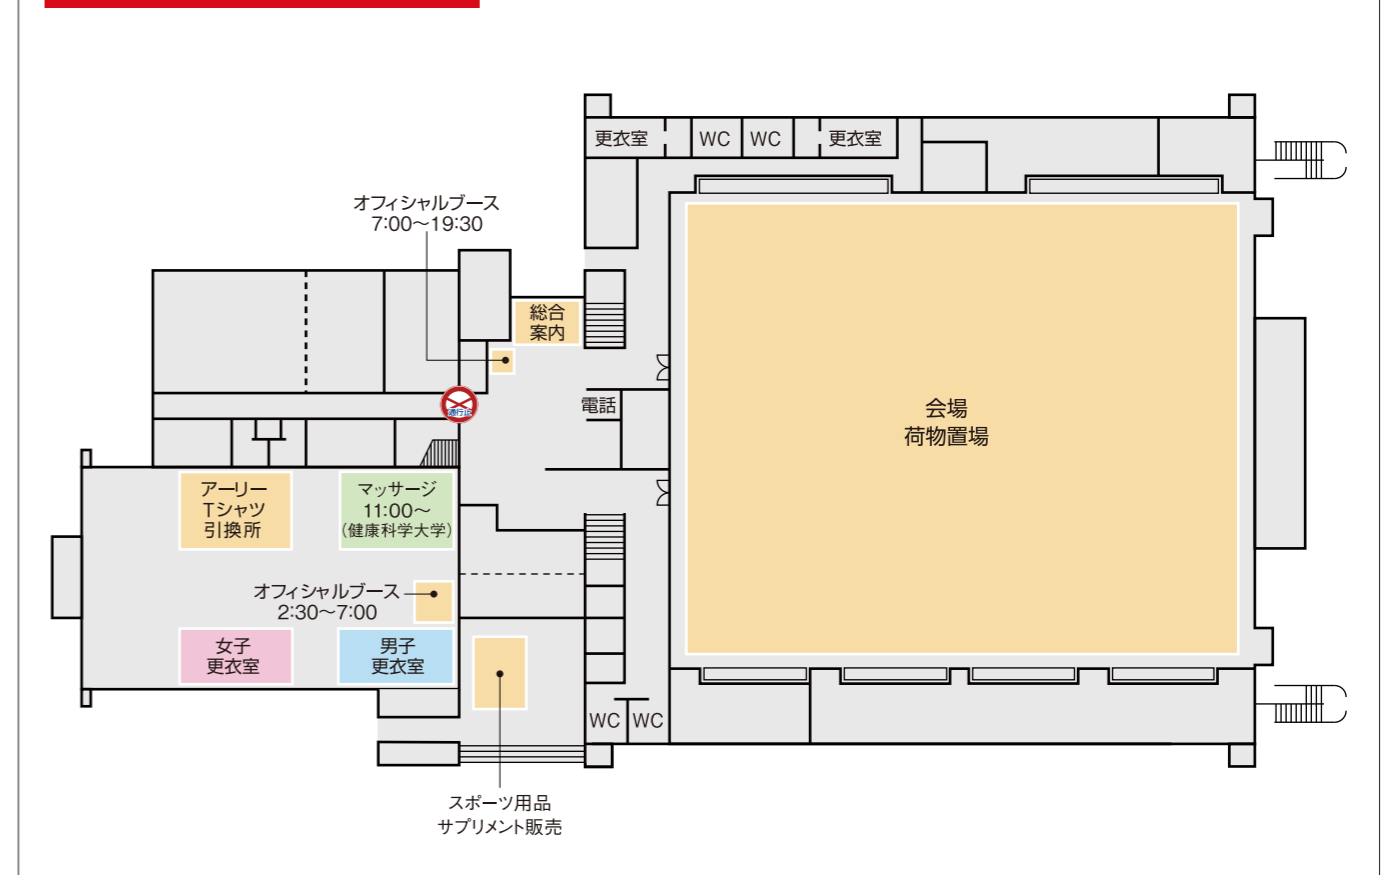 更衣室
WC
WC
更衣室
オフィシャルブース
7:00〜19:30
総合
案内
通行止
電話
会場
荷物置場
アーリー
Tシャツ
引換所
マッサージ
11:00〜
(健康科学大学)
オフィシャルブース
2:30〜7:00
女子
更衣室
男子
更衣室
WC
WC
スポーツ用品
サプリメント販売